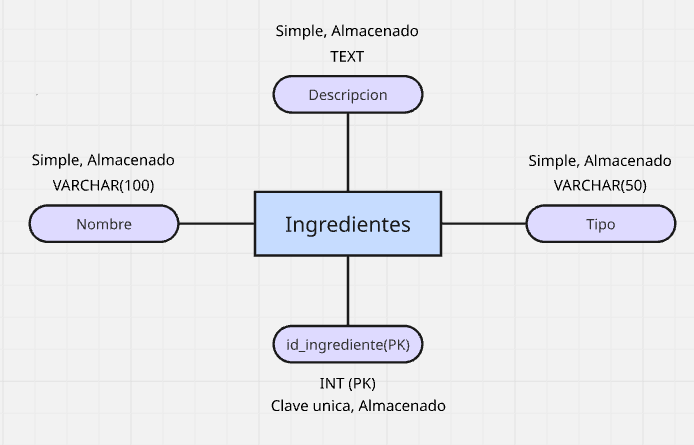 Simple, Almacenado
TEXT
Descripcion
Simple, Almacenado
VARCHAR(100)
Nombre
Ingredientes
Simple, Almacenado
VARCHAR(50)
Tipo
id_ingrediente(PK)
INT (PK)
Clave unica, Almacenado